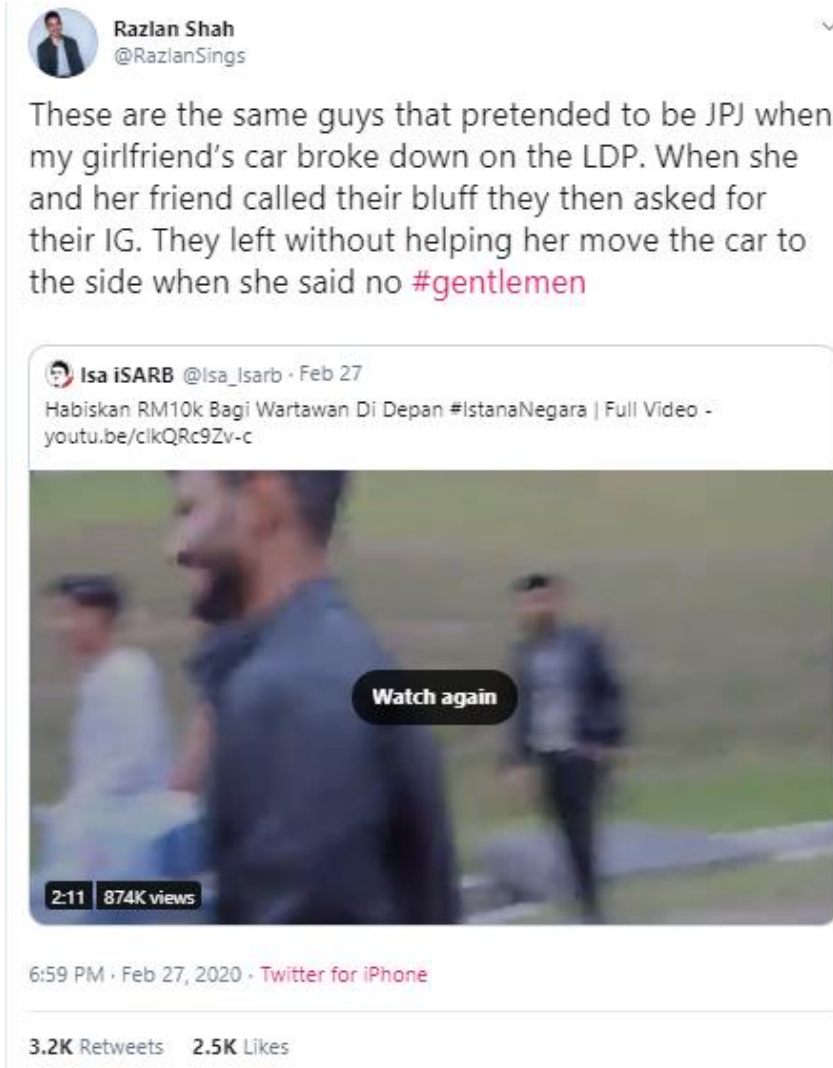 Razlan Shah
@RazlanSings
These are the same guys that pretended to be JPJ when
my girlfriend's car broke down on the LDP. When she
and her friend called their bluff they then asked for
their IG. They left without helping her move the car to
the side when she said no #gentlemen
Isa iSARB @Isa_Isarb · Feb 27
Habiskan RM10k Bagi Wartawan Di Depan #IstanaNegara | Full Video -
youtu.be/clkQRc9Zv-c
Watch again
2:11 874K views
6:59 PM · Feb 27, 2020 · Twitter for iPhone
3.2K Retweets 2.5K Likes